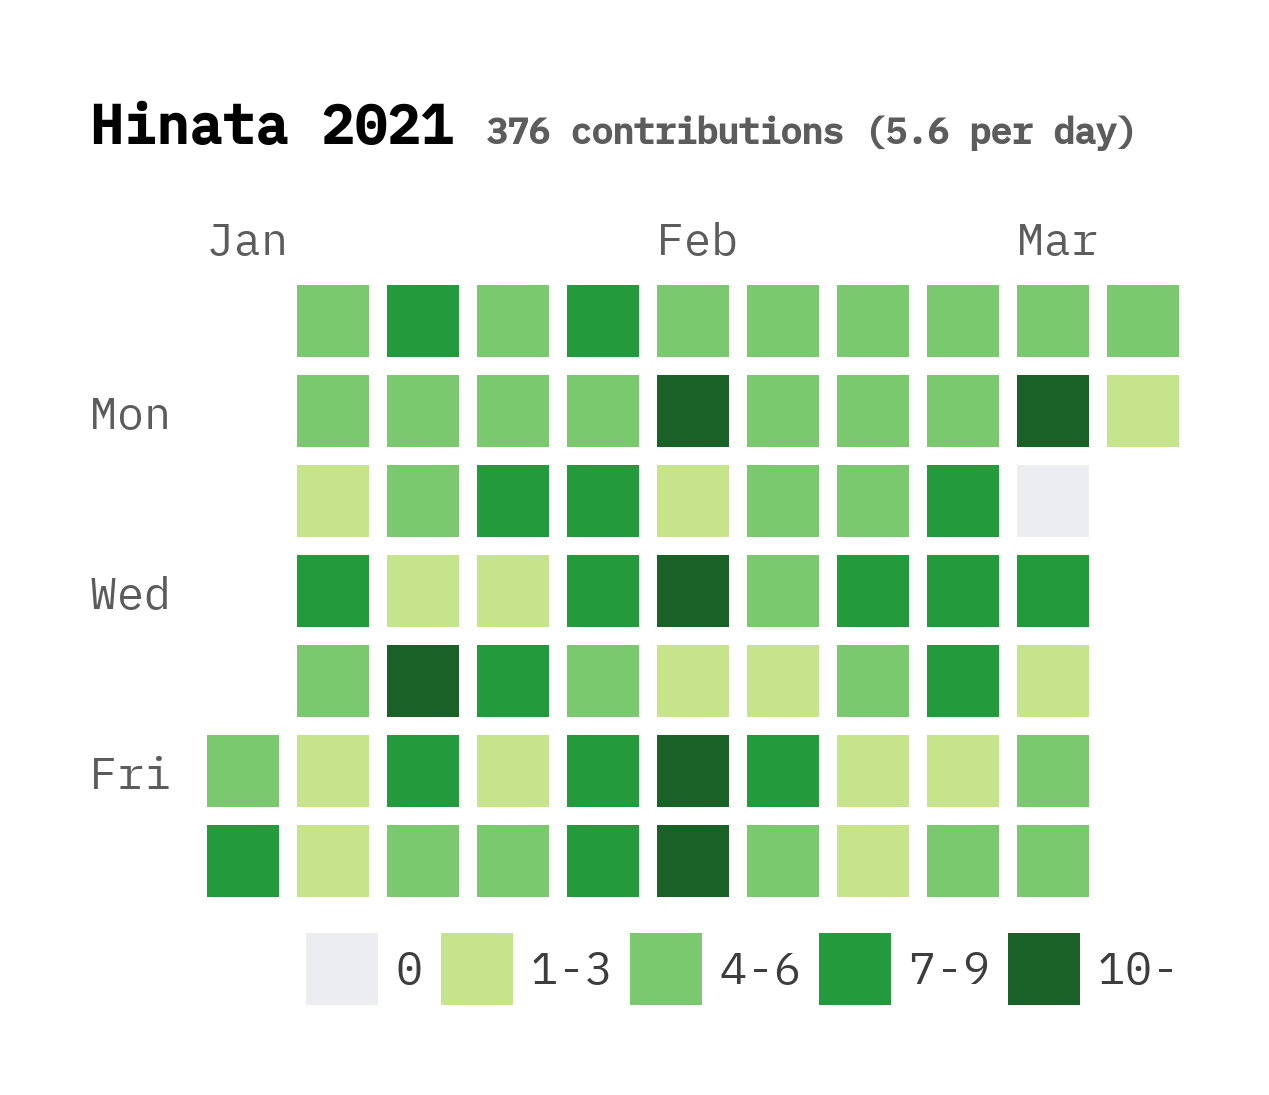 Hinata 2021 376 contributions (5.6 per day)
Jan Feb Mar
Mon
Wed
Fri
0 1-3 4-6 7-9 10-